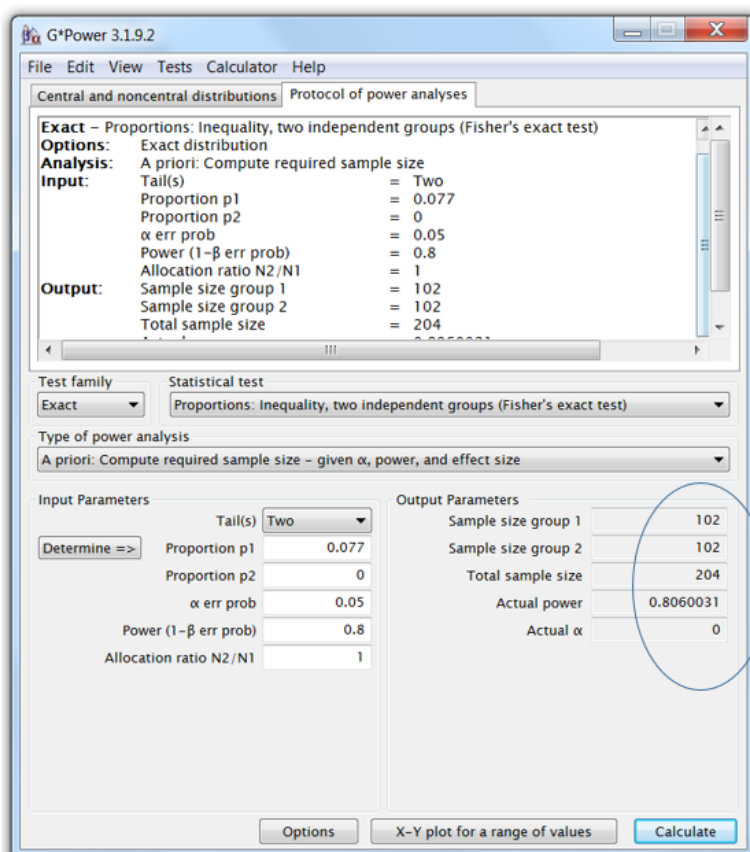 G*Power 3.1.9.2
File Edit View Tests Calculator Help
Central and noncentral distributions Protocol of power analyses
Exact – Proportions: Inequality, two independent groups (Fisher's exact test)
Options: Exact distribution
Analysis: A priori: Compute required sample size
Input: Tail(s) = Two
Proportion p1 = 0.077
Proportion p2 = 0
α err prob = 0.05
Power (1-β err prob) = 0.8
Allocation ratio N2/N1 = 1
Output: Sample size group 1 = 102
Sample size group 2 = 102
Total sample size = 204
Test family Statistical test
Exact Proportions: Inequality, two independent groups (Fisher's exact test)
Type of power analysis
A priori: Compute required sample size – given α, power, and effect size
Input Parameters Output Parameters
Tail(s) Two Sample size group 1 102
Determine => Proportion p1 0.077 Sample size group 2 102
Proportion p2 0 Total sample size 204
α err prob 0.05 Actual power 0.8060031
Power (1-β err prob) 0.8 Actual α 0
Allocation ratio N2/N1 1
Options X-Y plot for a range of values Calculate